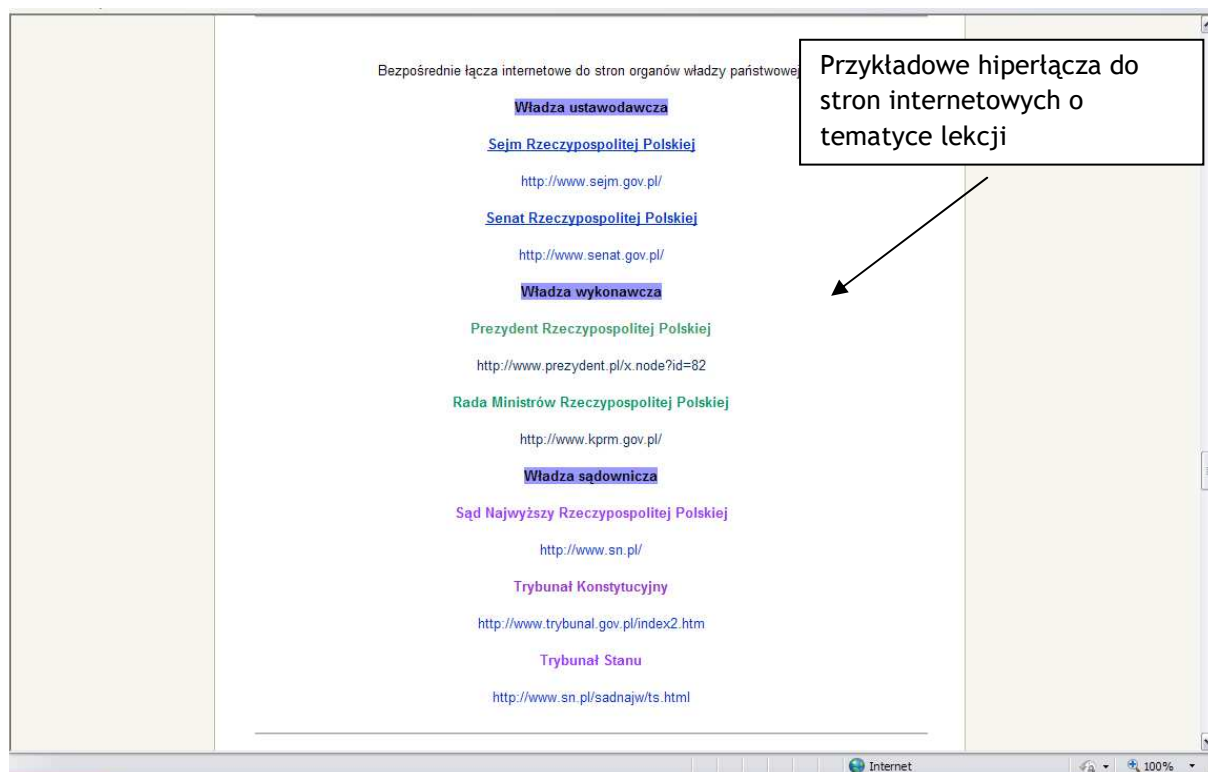 Bezpośrednie łącza internetowe do stron organów władzy państwowej
Przykładowe hiperłącza do
stron internetowych o
tematyce lekcji
Władza ustawodawcza
Sejm Rzeczypospolitej Polskiej
http://www.sejm.gov.pl/
Senat Rzeczypospolitej Polskiej
http://www.senat.gov.pl/
Władza wykonawcza
Prezydent Rzeczypospolitej Polskiej
http://www.prezydent.pl/x.node?id=82
Rada Ministrów Rzeczypospolitej Polskiej
http://www.kprm.gov.pl/
Władza sądownicza
Sąd Najwyższy Rzeczypospolitej Polskiej
http://www.sn.pl/
Trybunał Konstytucyjny
http://www.trybunal.gov.pl/index2.htm
Trybunał Stanu
http://www.sn.pl/sadnajw/ts.html
Internet
100%